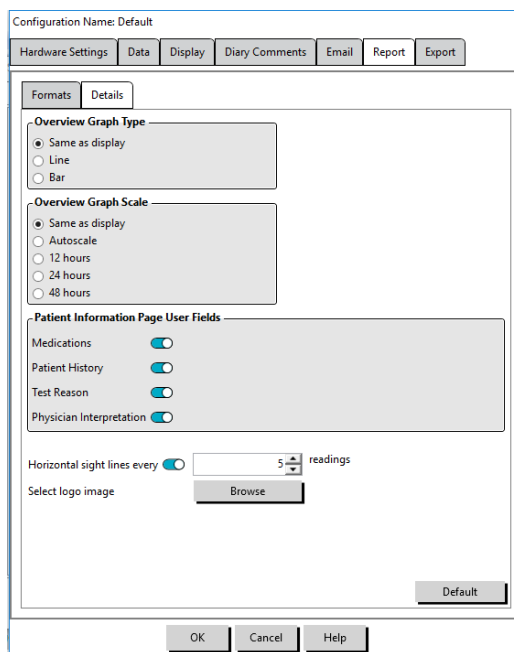 Configuration Name: Default
Hardware Settings Data Display Diary Comments Email Report Export
Formats Details
Overview Graph Type
Same as display
Line
Bar
Overview Graph Scale
Same as display
Autoscale
12 hours
24 hours
48 hours
Patient Information Page User Fields
Medications
Patient History
Test Reason
Physician Interpretation
Horizontal sight lines every 5 readings
Select logo image Browse
Default
OK Cancel Help